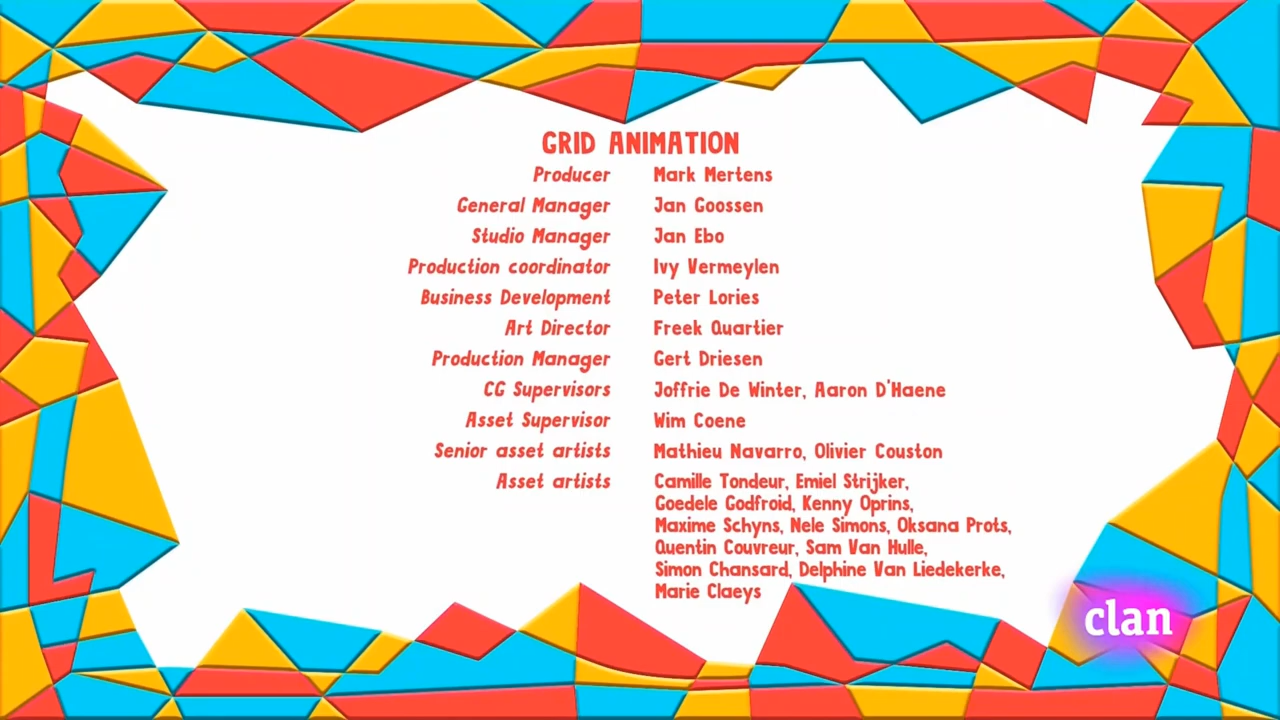 GRID ANIMATION
Producer Mark Mertens
General Manager Jan Goossen
Studio Manager Jan Ebo
Production coordinator Ivy Vermeylen
Business Development Peter Lories
Art Director Freek Quartier
Production Manager Gert Driesen
CG Supervisors Joffrie De Winter, Aaron D'Haene
Asset Supervisor Wim Coene
Senior asset artists Mathieu Navarro, Olivier Couston
Asset artists Camille Tondeur, Emiel Strijker,
Goedele Godfroid, Kenny Oprins,
Maxime Schyns, Nele Simons, Oksana Prots,
Quentin Couvreur, Sam Van Hulle,
Simon Chansard, Delphine Van Liedekerke,
Marie Claeys
clan